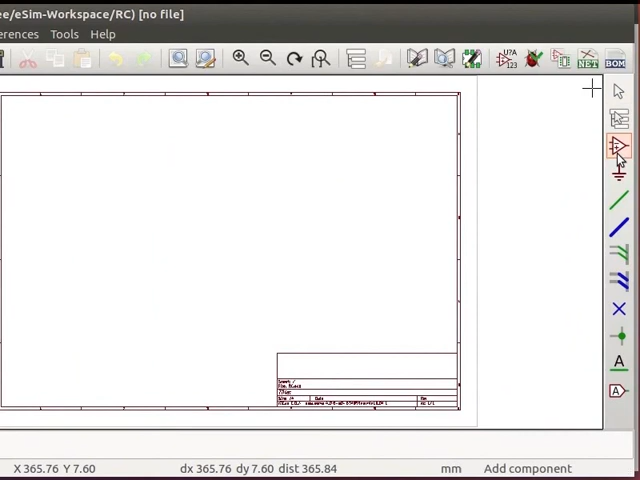 ee/eSim-Workspace/RC) [no file]
erences Tools Help
U?A
123
NET
BOM
A
A
X 365.76 Y 7.60 dx 365.76 dy 7.60 dist 365.84 mm Add component